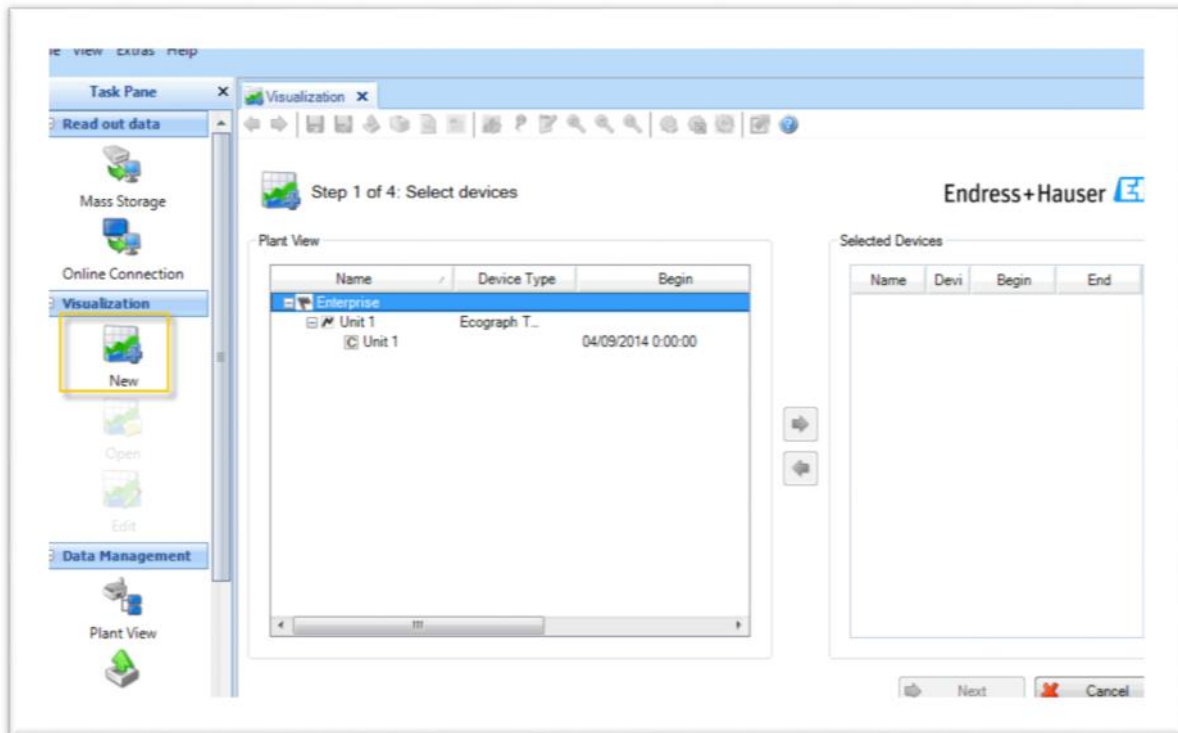 View Extras Help
Task Pane
Visualization
Read out data
Mass Storage
Step 1 of 4: Select devices
Endress+Hauser
Online Connection
Plant View
Selected Devices
Name Device Type Begin
Name Devi Begin End
Visualization
Enterprise
Unit 1 Ecograph T...
C Unit 1 04/09/2014 0:00:00
New
Open
Edit
Data Management
Plant View
Next Cancel